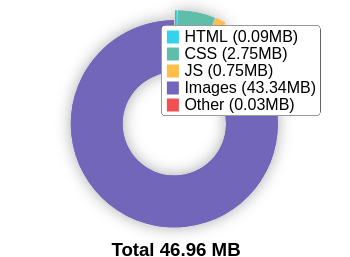 HTML (0.09MB)
CSS (2.75MB)
JS (0.75MB)
Images (43.34MB)
Other (0.03MB)
Total 46.96 MB